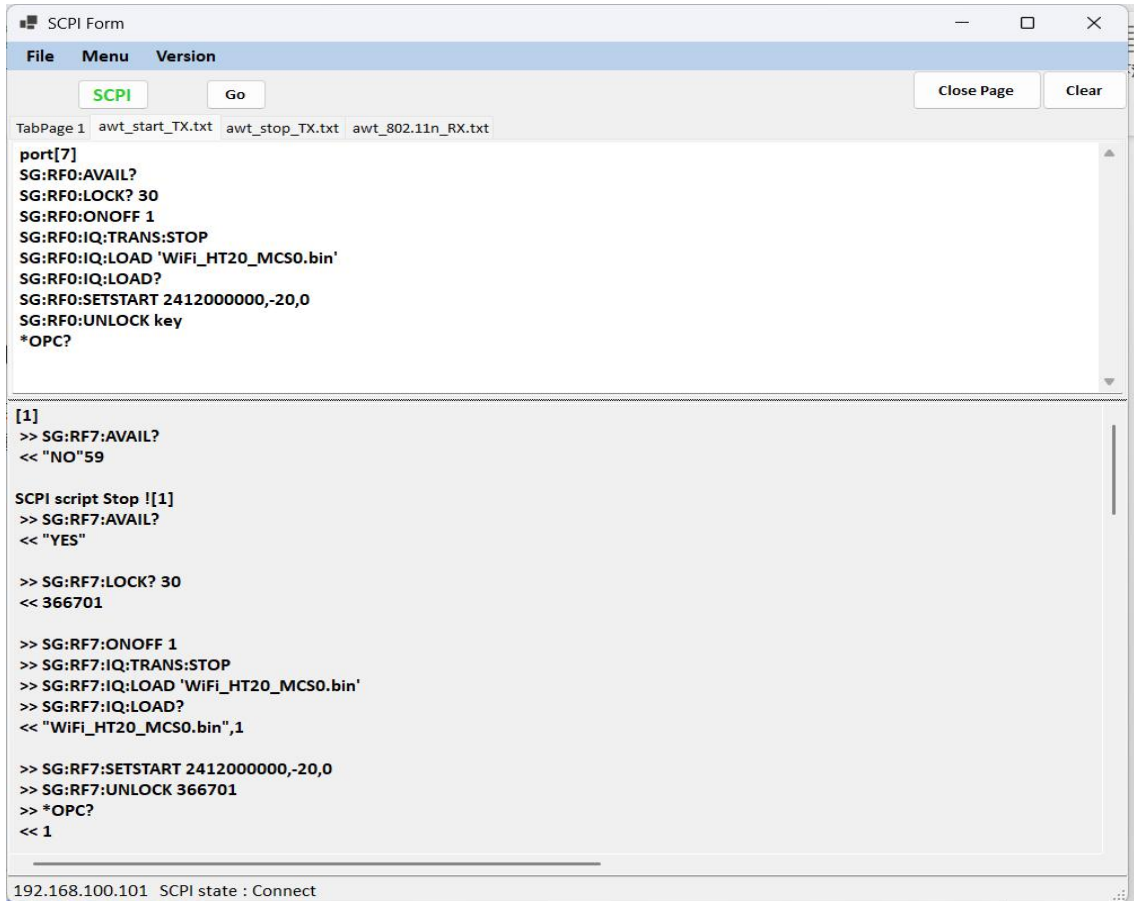 SCPI Form
File Menu Version
SCPI Go Close Page Clear
TabPage 1 awt_start_TX.txt awt_stop_TX.txt awt_802.11n_RX.txt
port[7]
SG:RF0:AVAIL?
SG:RF0:LOCK? 30
SG:RF0:ONOFF 1
SG:RF0:IQ:TRANS:STOP
SG:RF0:IQ:LOAD 'WiFi_HT20_MCS0.bin'
SG:RF0:IQ:LOAD?
SG:RF0:SETSTART 2412000000,-20,0
SG:RF0:UNLOCK key
*OPC?
[1]
>> SG:RF7:AVAIL?
<< "NO"59
SCPI script Stop ![1]
>> SG:RF7:AVAIL?
<< "YES"
>> SG:RF7:LOCK? 30
<< 366701
>> SG:RF7:ONOFF 1
>> SG:RF7:IQ:TRANS:STOP
>> SG:RF7:IQ:LOAD 'WiFi_HT20_MCS0.bin'
>> SG:RF7:IQ:LOAD?
<< "WiFi_HT20_MCS0.bin",1
>> SG:RF7:SETSTART 2412000000,-20,0
>> SG:RF7:UNLOCK 366701
>> *OPC?
<< 1
192.168.100.101 SCPI state : Connect